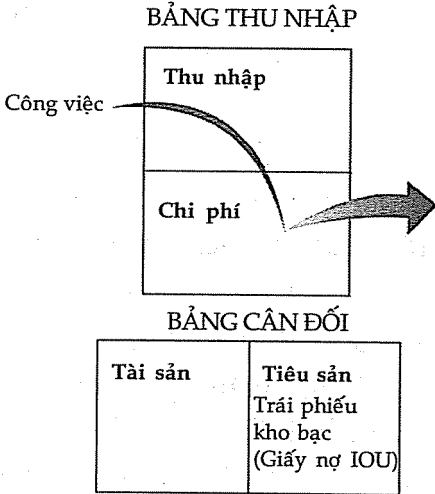 BẢNG THU NHẬP
Thu nhập
Công việc
Chi phí
BẢNG CÂN ĐỐI
Tài sản
Tiêu sản
Trái phiếu
kho bạc
(Giấy nợ IOU)